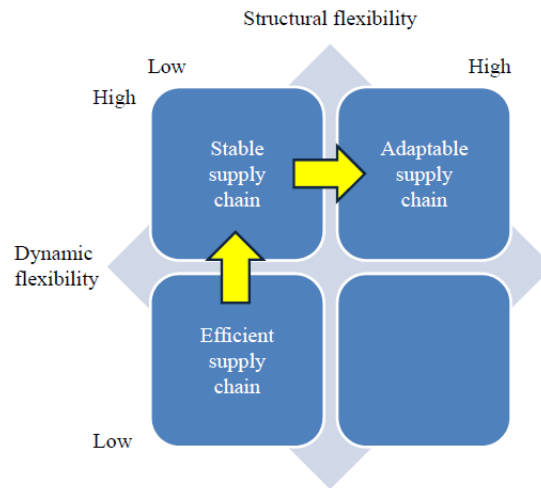 Structural flexibility
Low
High
High
Stable
supply
chain
Adaptable
supply
chain
Dynamic
flexibility
Efficient
supply
chain
Low